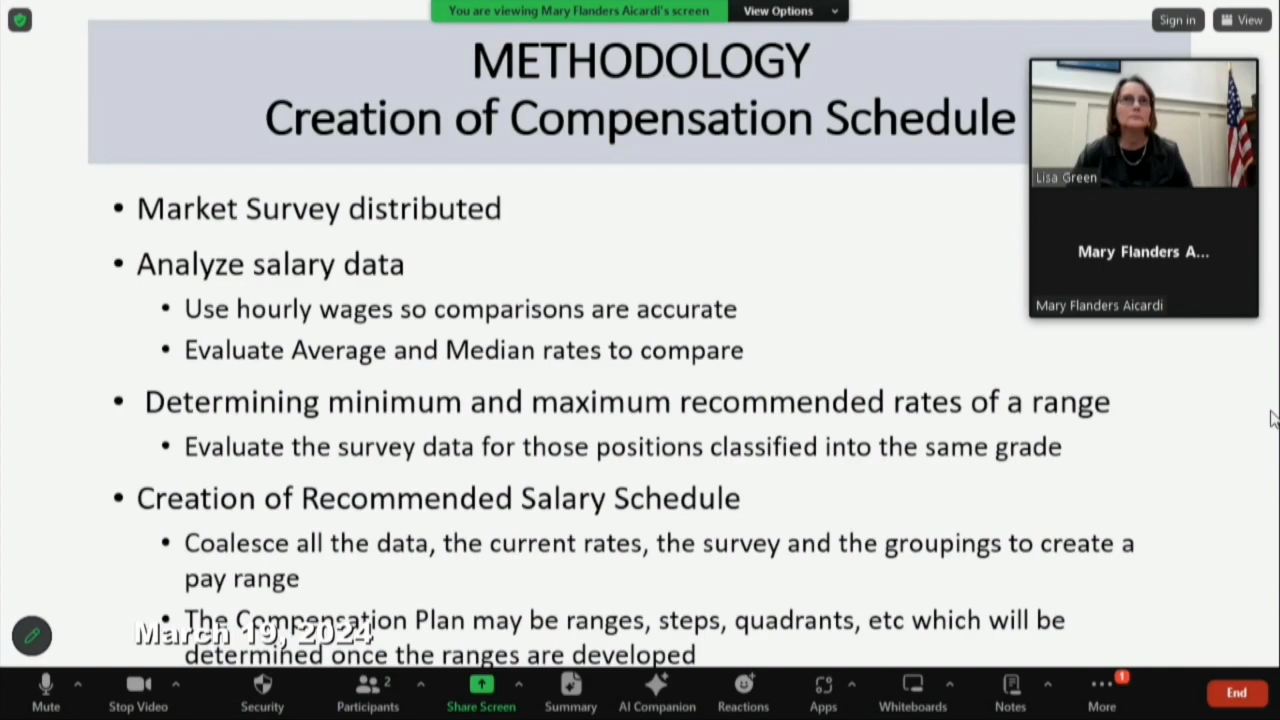 You are viewing Mary Flanders Aicardi's screen View Options
Sign in View
METHODOLOGY
Creation of Compensation Schedule
Lisa Green
Mary Flanders A...
Mary Flanders Aicardi
• Market Survey distributed
• Analyze salary data
• Use hourly wages so comparisons are accurate
• Evaluate Average and Median rates to compare
• Determining minimum and maximum recommended rates of a range
• Evaluate the survey data for those positions classified into the same grade
• Creation of Recommended Salary Schedule
• Coalesce all the data, the current rates, the survey and the groupings to create a
pay range
• The Compensation Plan may be ranges, steps, quadrants, etc which will be
determined once the ranges are developed
March 19, 2024
Mute Stop Video Security Participants 2 Share Screen Summary AI Companion Reactions Apps Whiteboards Notes More 1 End